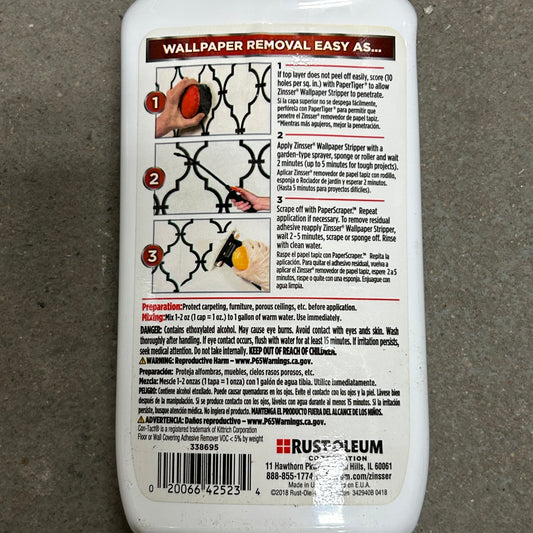 WALLPAPER REMOVAL EASY AS...
1
If top layer does not peel off easily, score (10
holes per sq. in.) with PaperTiger® to allow
Zinsser® Wallpaper Stripper to penetrate.
Si la capa superior no se despega fácilmente,
perfórela con PaperTiger® para permitir que
penetre el Zinsser® removedor de papel tapiz.
*Mientras más agujeros, mejor la penetración.
2
Apply Zinsser® Wallpaper Stripper with a
garden-type sprayer, sponge or roller and wait
2 minutes (up to 5 minutes for tough projects).
Aplicar Zinsser® removedor de papel tapiz con rodillo,
esponja o Rociador de jardín y esperar 2 minutos.
(Hasta 5 minutos para proyectos difíciles).
3
Scrape off with PaperScraper.™ Repeat
application if necessary. To remove residual
adhesive reapply Zinsser® Wallpaper Stripper,
wait 2 - 5 minutes, scrape or sponge off. Rinse
with clean water.
Raspe el papel tapiz con PaperScraper.™ Repita la
aplicación. Para quitar el adhesivo residual, vuelva a
aplicar el Zinsser® removedor de papel tapiz, espere 2 a 5
minutos, raspe o quite con una esponja. Enjuague con
agua limpia.
1
2
3
Preparation: Protect carpeting, furniture, porous ceilings, etc. before application.
Mixing: Mix 1-2 oz (1 cap = 1 oz.) to 1 gallon of warm water. Use immediately.
DANGER: Contains ethoxylated alcohol. May cause eye burns. Avoid contact with eyes and skin. Wash
thoroughly after handling. If eye contact occurs, flush with water for at least 15 minutes. If irritation persists,
seek medical attention. Do not take internally. KEEP OUT OF REACH OF CHILDREN.
WARNING: Reproductive Harm – www.P65Warnings.ca.gov.
Preparación: Proteja alfombras, muebles, cielos rasos porosos, etc.
Mezcla: Mescle 1-2 onzas (1 tapa = 1 onza) con 1 galón de agua tibia. Utilice inmediatamente.
PELIGRO: Contiene alcohol etoxilado. Puede causar quemaduras en los ojos. Evite el contacto con los ojos y la piel. Lávese bien
después de la manipulación. Si se produce contacto con los ojos, lávelos con agua durante al menos 15 minutos. Si la irritación
persiste, busque atención médica. No ingiera el producto. MANTENGA EL PRODUCTO FUERA DEL ALCANCE DE LOS NIÑOS.
ADVERTENCIA: Daños reproductivo – www.P65Warnings.ca.gov.
Con-Tact® is a registered trademark of Kittrich Corporation
Floor or Wall Covering Adhesive Remover VOC < 5% by weight
338695
0 20066 42523 4
RUST-OLEUM
CORPORATION
11 Hawthorn Hills, IL 60061
888-855-1774 om.com/zinsser
Made in U. en E.U.A.
©2018 Rust-Ole 342940B 0418